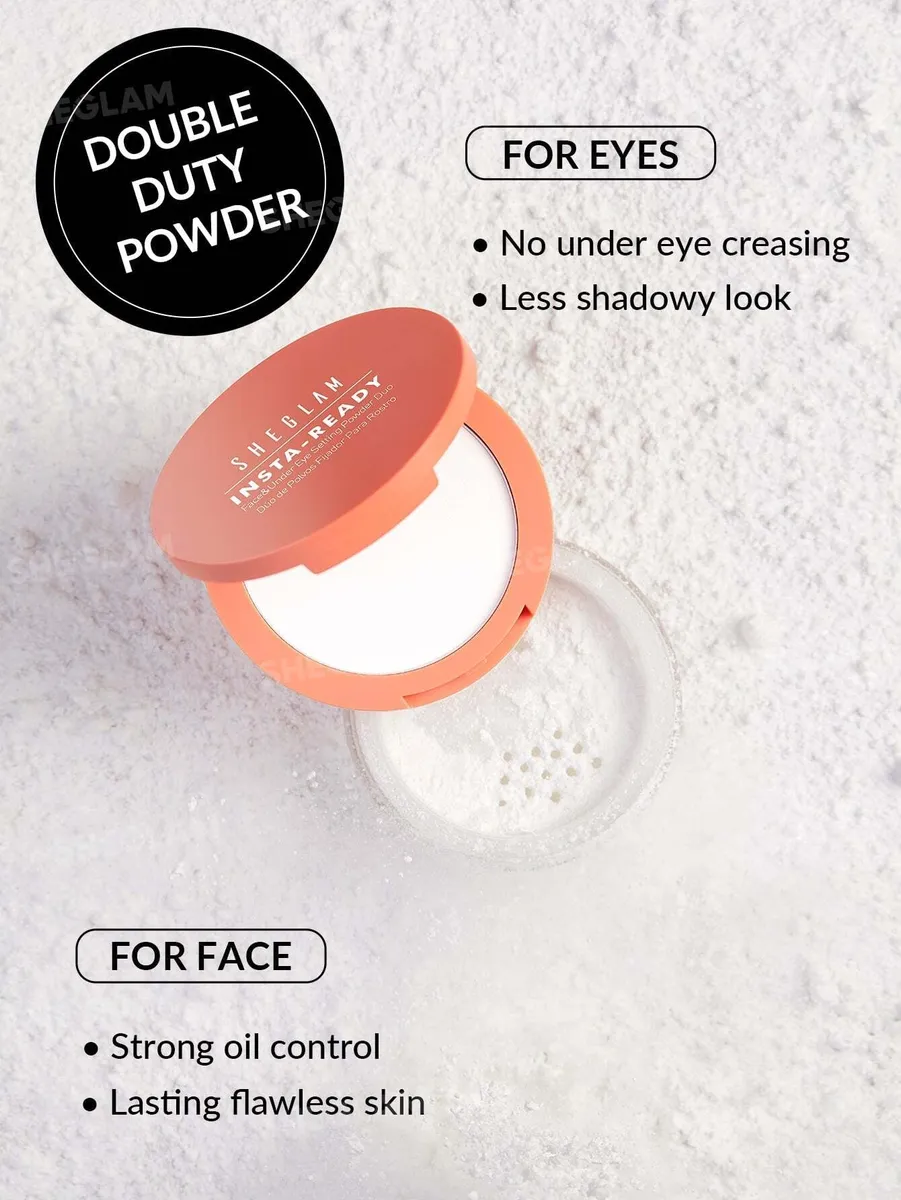 DOUBLE
DUTY
POWDER
FOR EYES
• No under eye creasing
• Less shadowy look
SHEGLAM
INSTA-READY
Face&Under Eye Setting Powder Duo
Duo de Polvos Fijador Para Rostro
FOR FACE
• Strong oil control
• Lasting flawless skin